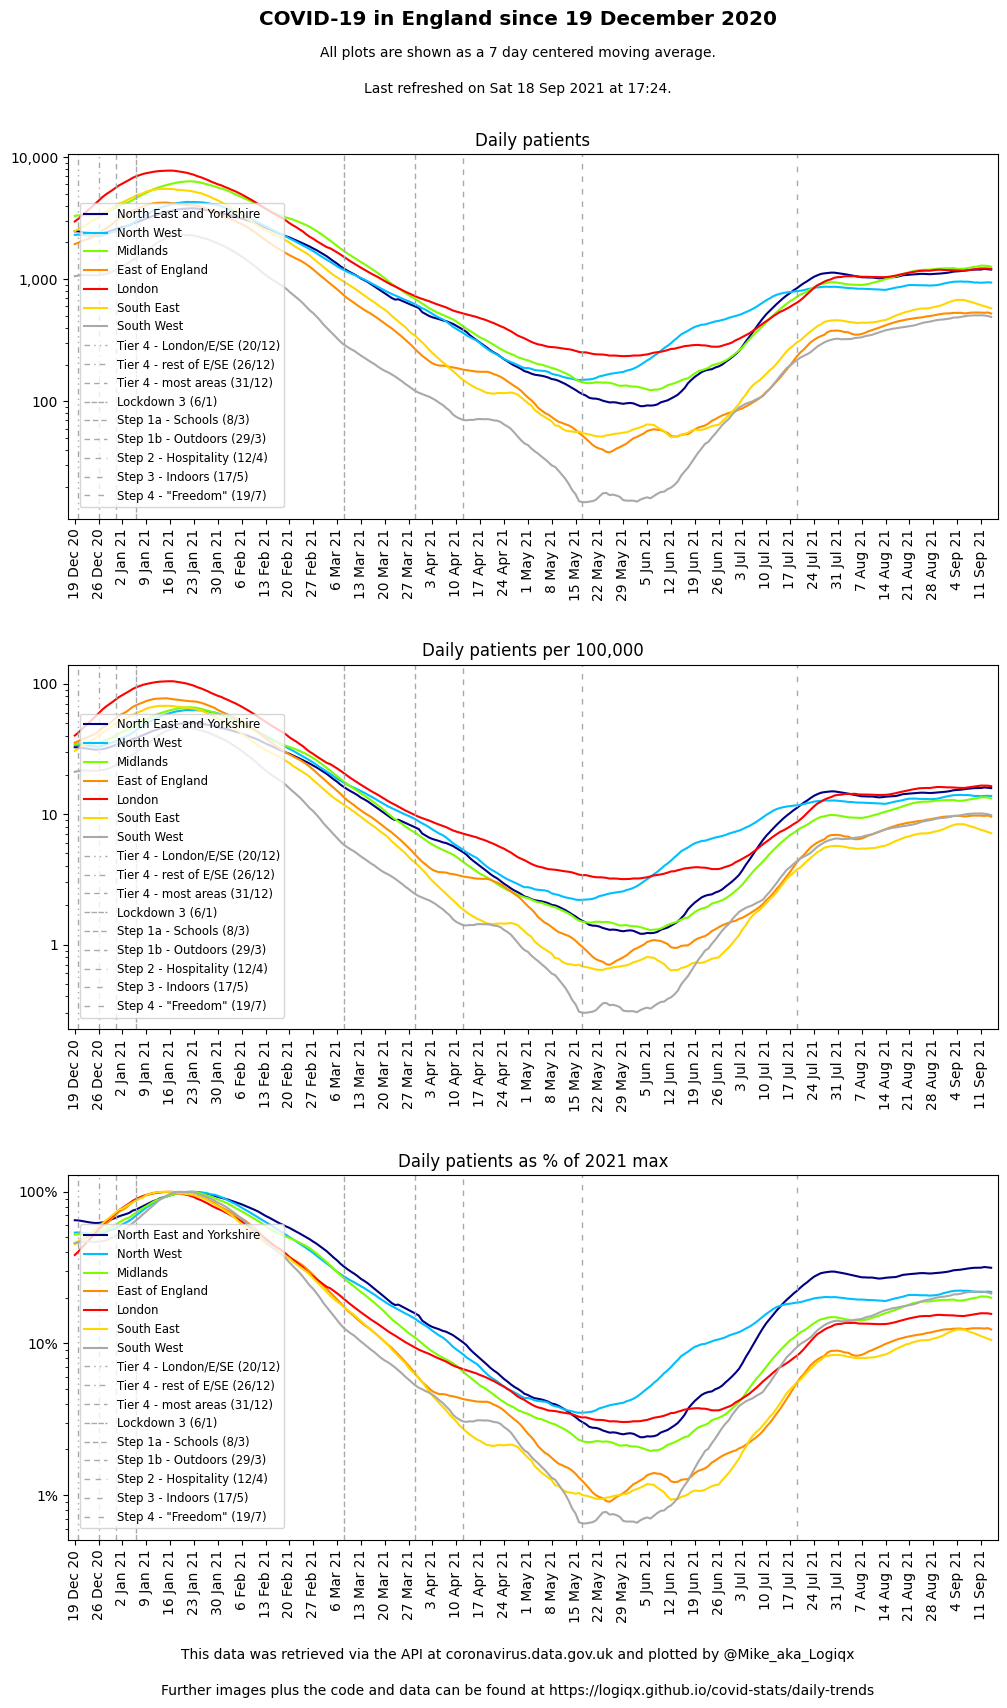 COVID-19 in England since 19 December 2020
All plots are shown as a 7 day centered moving average.
Last refreshed on Sat 18 Sep 2021 at 17:24.
Daily patients
10,000
1,000
100
North East and Yorkshire
North West
Midlands
East of England
London
South East
South West
Tier 4 - London/E/SE (20/12)
Tier 4 - rest of E/SE (26/12)
Tier 4 - most areas (31/12)
Lockdown 3 (6/1)
Step 1a - Schools (8/3)
Step 1b - Outdoors (29/3)
Step 2 - Hospitality (12/4)
Step 3 - Indoors (17/5)
Step 4 - "Freedom" (19/7)
19 Dec 20
26 Dec 20
2 Jan 21
9 Jan 21
16 Jan 21
23 Jan 21
30 Jan 21
6 Feb 21
13 Feb 21
20 Feb 21
27 Feb 21
6 Mar 21
13 Mar 21
20 Mar 21
27 Mar 21
3 Apr 21
10 Apr 21
17 Apr 21
24 Apr 21
1 May 21
8 May 21
15 May 21
22 May 21
29 May 21
5 Jun 21
12 Jun 21
19 Jun 21
26 Jun 21
3 Jul 21
10 Jul 21
17 Jul 21
24 Jul 21
31 Jul 21
7 Aug 21
14 Aug 21
21 Aug 21
28 Aug 21
4 Sep 21
11 Sep 21
Daily patients per 100,000
100
10
1
North East and Yorkshire
North West
Midlands
East of England
London
South East
South West
Tier 4 - London/E/SE (20/12)
Tier 4 - rest of E/SE (26/12)
Tier 4 - most areas (31/12)
Lockdown 3 (6/1)
Step 1a - Schools (8/3)
Step 1b - Outdoors (29/3)
Step 2 - Hospitality (12/4)
Step 3 - Indoors (17/5)
Step 4 - "Freedom" (19/7)
19 Dec 20
26 Dec 20
2 Jan 21
9 Jan 21
16 Jan 21
23 Jan 21
30 Jan 21
6 Feb 21
13 Feb 21
20 Feb 21
27 Feb 21
6 Mar 21
13 Mar 21
20 Mar 21
27 Mar 21
3 Apr 21
10 Apr 21
17 Apr 21
24 Apr 21
1 May 21
8 May 21
15 May 21
22 May 21
29 May 21
5 Jun 21
12 Jun 21
19 Jun 21
26 Jun 21
3 Jul 21
10 Jul 21
17 Jul 21
24 Jul 21
31 Jul 21
7 Aug 21
14 Aug 21
21 Aug 21
28 Aug 21
4 Sep 21
11 Sep 21
Daily patients as % of 2021 max
100%
10%
1%
North East and Yorkshire
North West
Midlands
East of England
London
South East
South West
Tier 4 - London/E/SE (20/12)
Tier 4 - rest of E/SE (26/12)
Tier 4 - most areas (31/12)
Lockdown 3 (6/1)
Step 1a - Schools (8/3)
Step 1b - Outdoors (29/3)
Step 2 - Hospitality (12/4)
Step 3 - Indoors (17/5)
Step 4 - "Freedom" (19/7)
19 Dec 20
26 Dec 20
2 Jan 21
9 Jan 21
16 Jan 21
23 Jan 21
30 Jan 21
6 Feb 21
13 Feb 21
20 Feb 21
27 Feb 21
6 Mar 21
13 Mar 21
20 Mar 21
27 Mar 21
3 Apr 21
10 Apr 21
17 Apr 21
24 Apr 21
1 May 21
8 May 21
15 May 21
22 May 21
29 May 21
5 Jun 21
12 Jun 21
19 Jun 21
26 Jun 21
3 Jul 21
10 Jul 21
17 Jul 21
24 Jul 21
31 Jul 21
7 Aug 21
14 Aug 21
21 Aug 21
28 Aug 21
4 Sep 21
11 Sep 21
This data was retrieved via the API at coronavirus.data.gov.uk and plotted by @Mike_aka_Logiqx
Further images plus the code and data can be found at https://logiqx.github.io/covid-stats/daily-trends